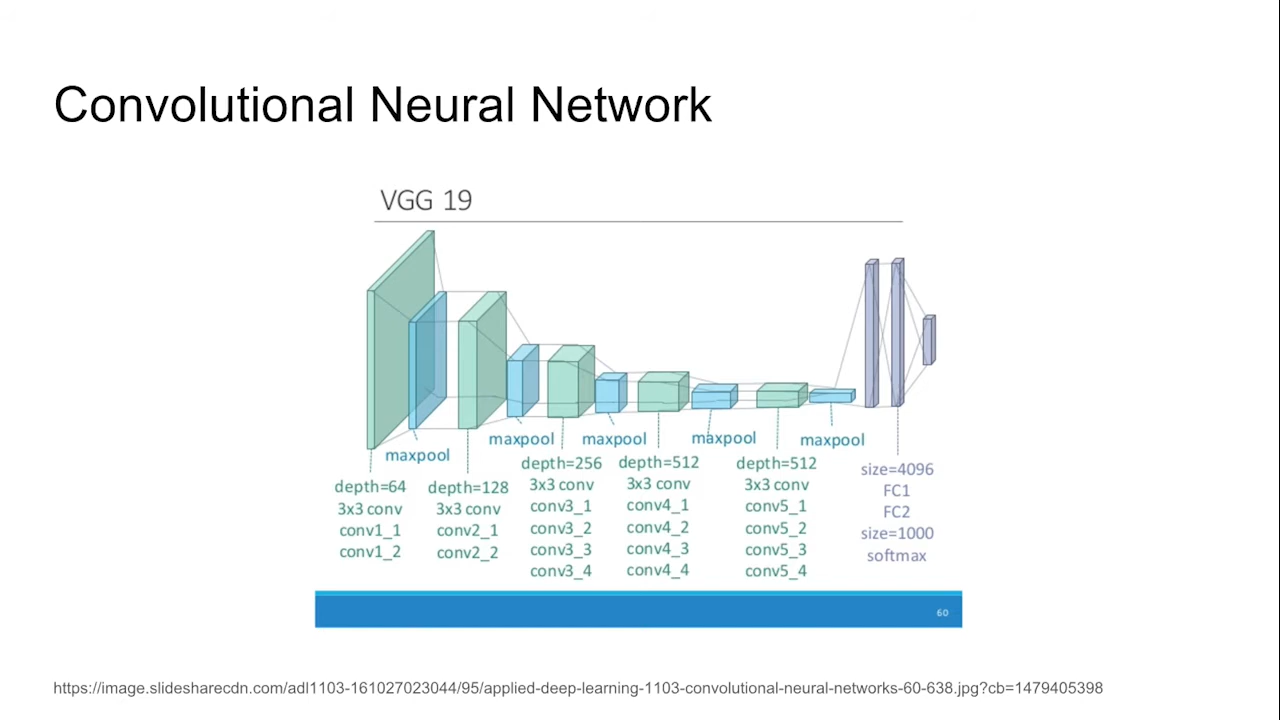 Convolutional Neural Network
VGG 19
maxpool
maxpool
maxpool
maxpool
maxpool
depth=64
3x3 conv
conv1_1
conv1_2
depth=128
3x3 conv
conv2_1
conv2_2
depth=256
3x3 conv
conv3_1
conv3_2
conv3_3
conv3_4
depth=512
3x3 conv
conv4_1
conv4_2
conv4_3
conv4_4
depth=512
3x3 conv
conv5_1
conv5_2
conv5_3
conv5_4
size=4096
FC1
FC2
size=1000
softmax
60
https://image.slidesharecdn.com/adl1103-161027023044/95/applied-deep-learning-1103-convolutional-neural-networks-60-638.jpg?cb=1479405398